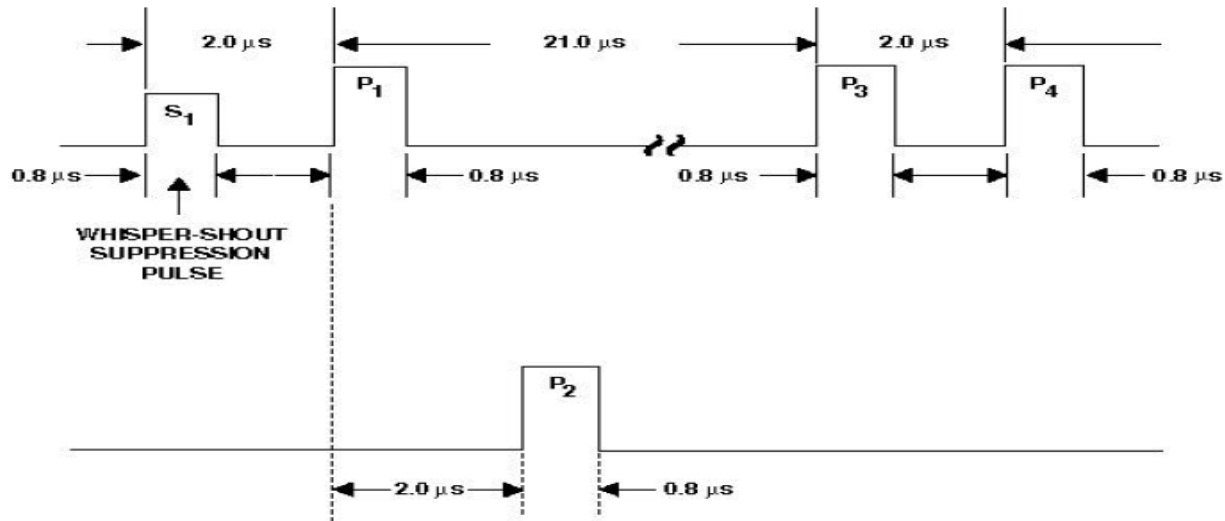 2.0 µs 21.0 µs 2.0 µs
S1 P1 P3 P4
0.8 µs 0.8 µs 0.8 µs 0.8 µs
WHISPER-SHOUT
SUPPRESSION
PULSE
P2
2.0 µs 0.8 µs